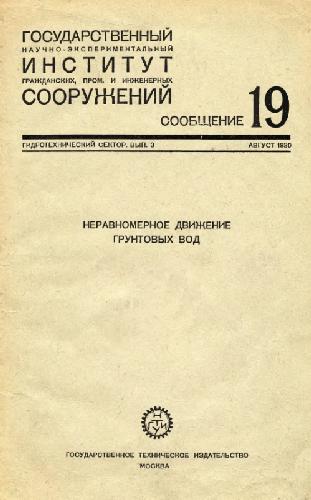 ГОСУДАРСТВЕННЫЙ
НАУЧНО-ЭКСПЕРИМЕНТАЛЬНЫЙ
ИНСТИТУТ
ГРАЖДАНСКИХ, ПРОМ. И ИНЖЕНЕРНЫХ
СООРУЖЕНИЙ
СООБЩЕНИЕ 19
ГИДРОТЕХНИЧЕСКИЙ СЕКТОР. ВЫП. 3 АВГУСТ 1930
НЕРАВНОМЕРНОЕ ДВИЖЕНИЕ
ГРУНТОВЫХ ВОД
ГОСУДАРСТВЕННОЕ ТЕХНИЧЕСКОЕ ИЗДАТЕЛЬСТВО
МОСКВА